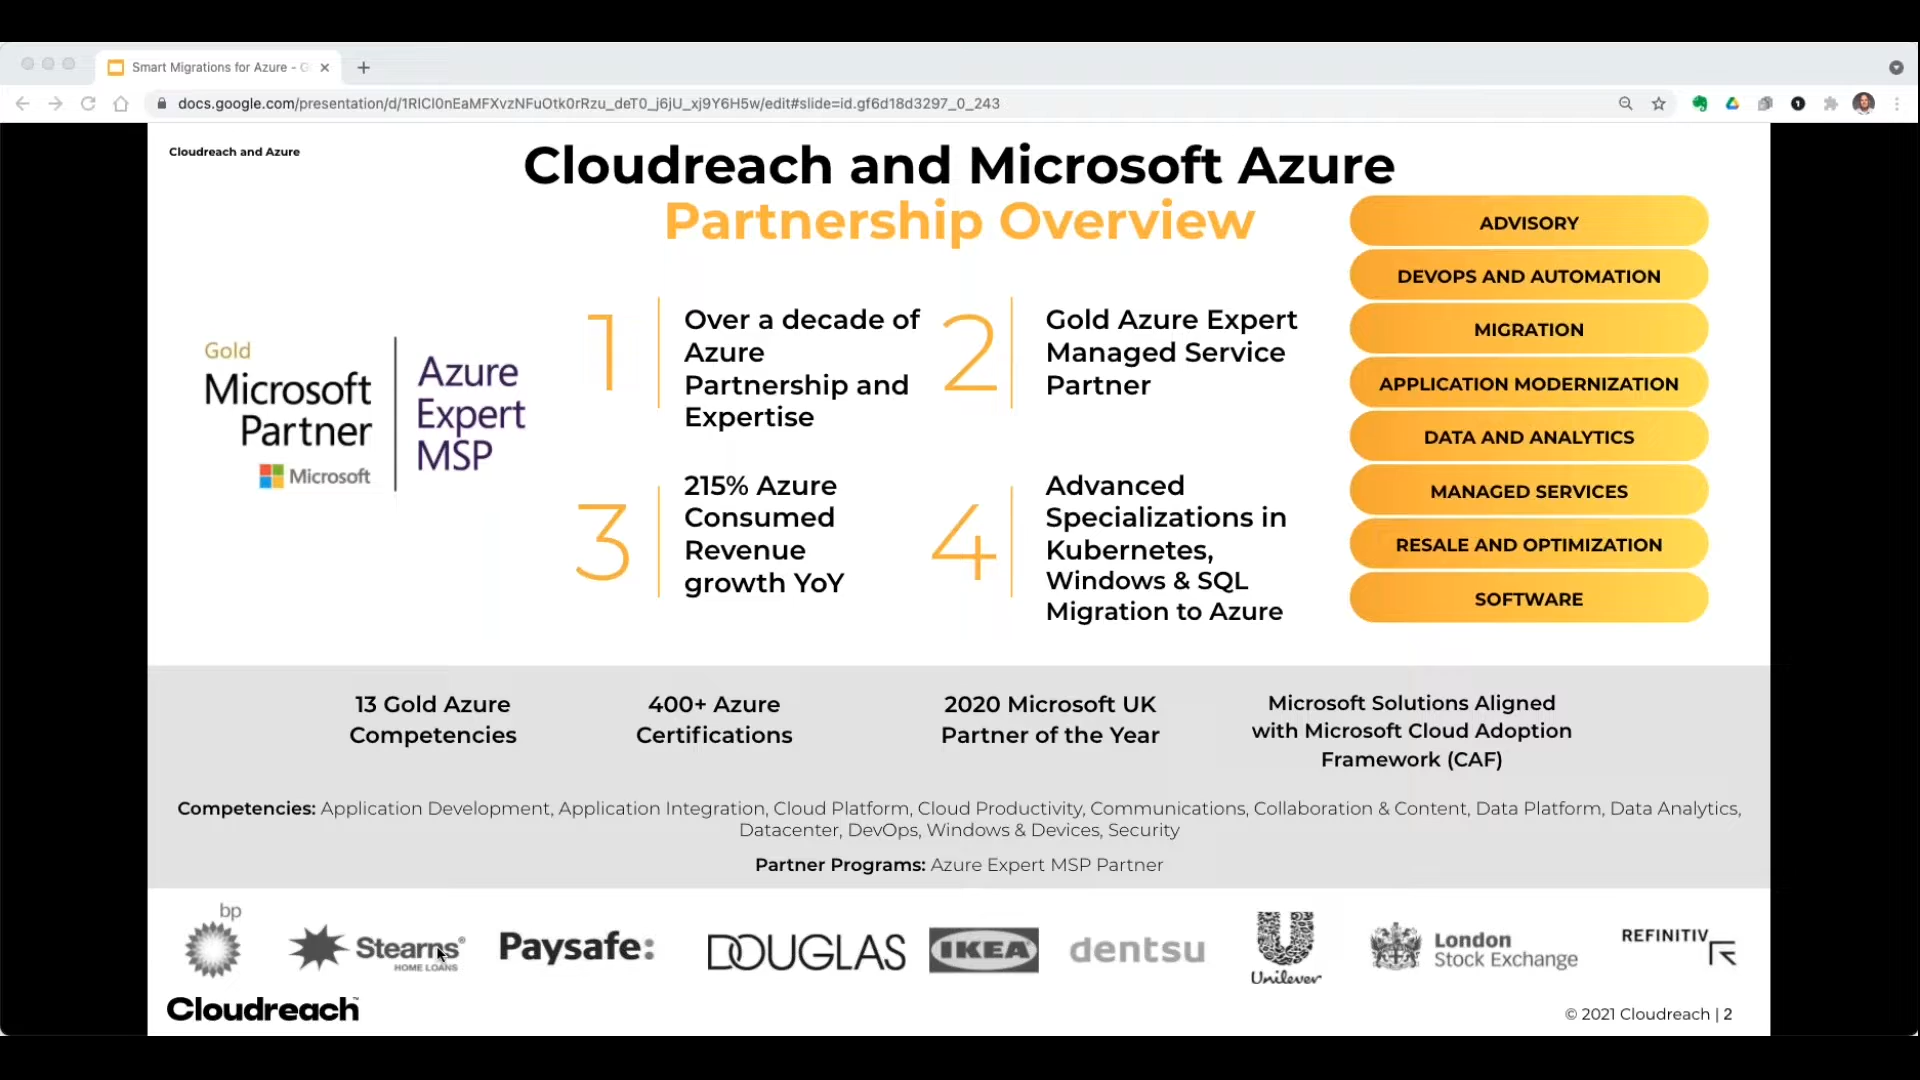 Smart Migrations for Azure - G
docs.google.com/presentation/d/1RlCl0nEaMFXvzNFuOtk0rRzu_deT0_j6jU_xj9Y6H5w/edit#slide=id.gf6d18d3297_0_243
Cloudreach and Azure
Cloudreach and Microsoft Azure
Partnership Overview
Gold
Microsoft
Partner
Microsoft
Azure
Expert
MSP
1
Over a decade of
Azure
Partnership and
Expertise
2
Gold Azure Expert
Managed Service
Partner
3
215% Azure
Consumed
Revenue
growth YoY
4
Advanced
Specializations in
Kubernetes,
Windows & SQL
Migration to Azure
ADVISORY
DEVOPS AND AUTOMATION
MIGRATION
APPLICATION MODERNIZATION
DATA AND ANALYTICS
MANAGED SERVICES
RESALE AND OPTIMIZATION
SOFTWARE
13 Gold Azure
Competencies
400+ Azure
Certifications
2020 Microsoft UK
Partner of the Year
Microsoft Solutions Aligned
with Microsoft Cloud Adoption
Framework (CAF)
Competencies: Application Development, Application Integration, Cloud Platform, Cloud Productivity, Communications, Collaboration & Content, Data Platform, Data Analytics,
Datacenter, DevOps, Windows & Devices, Security
Partner Programs: Azure Expert MSP Partner
bp
Stearns®
HOME LOANS
Paysafe:
DOUGLAS
IKEA
dentsu
Unilever
London
Stock Exchange
REFINITIV
Cloudreach™
© 2021 Cloudreach | 2